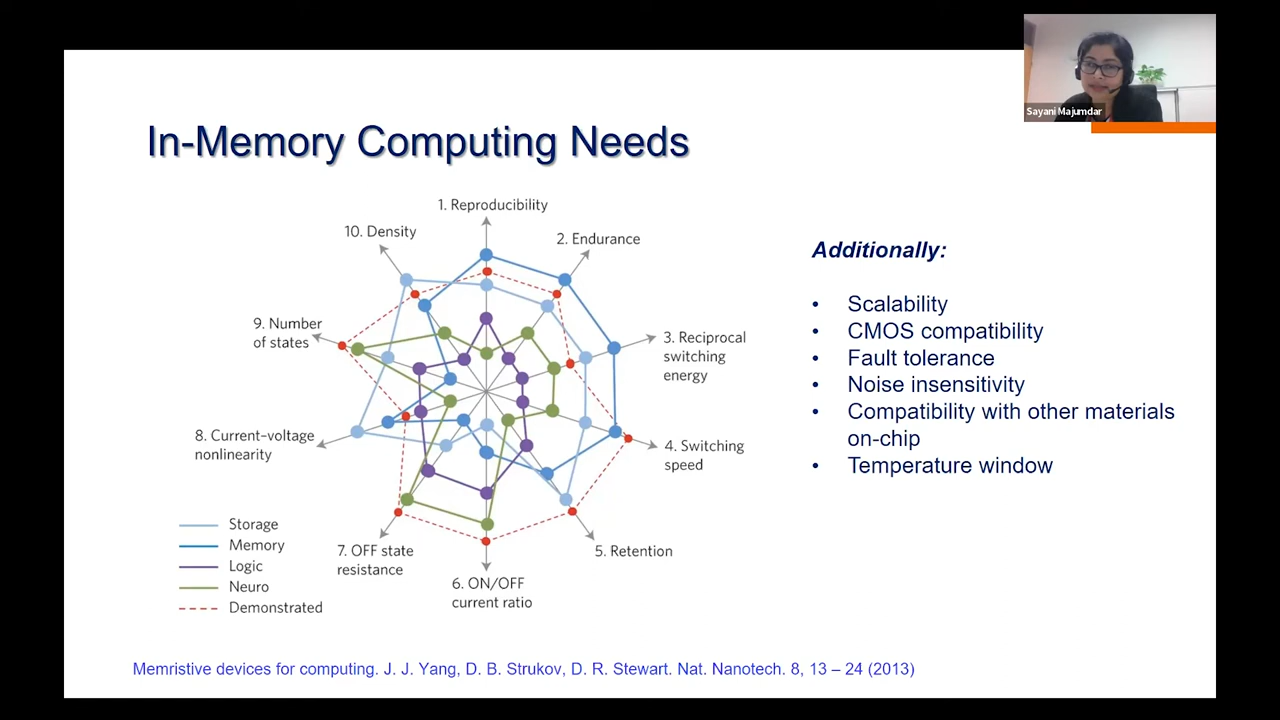 Sayani Majumdar
In-Memory Computing Needs
1. Reproducibility
2. Endurance
3. Reciprocal
switching
energy
4. Switching
speed
5. Retention
6. ON/OFF
current ratio
7. OFF state
resistance
8. Current–voltage
nonlinearity
9. Number
of states
10. Density
Storage
Memory
Logic
Neuro
Demonstrated
Additionally:
• Scalability
• CMOS compatibility
• Fault tolerance
• Noise insensitivity
• Compatibility with other materials
on-chip
• Temperature window
Memristive devices for computing. J. J. Yang, D. B. Strukov, D. R. Stewart. Nat. Nanotech. 8, 13 – 24 (2013)